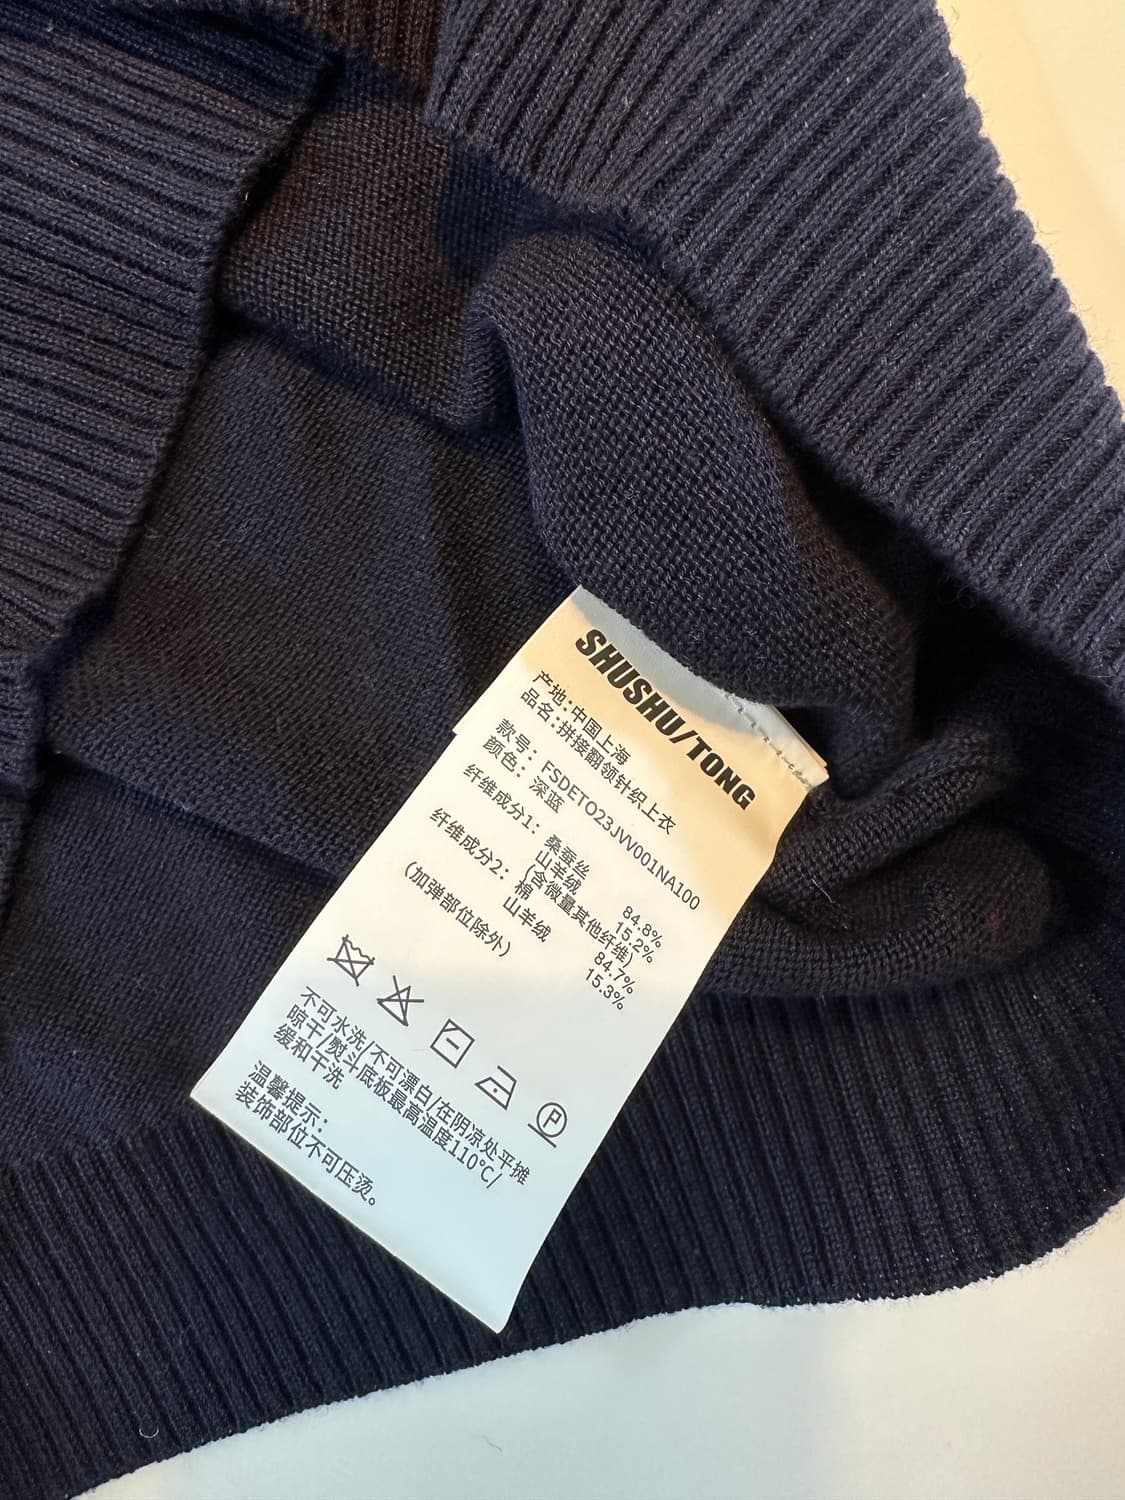 SHUSHU/TONG
产地:中国上海
品名:拼接翻领针织上衣
款号: FSDETO23JVV001NA100
颜色: 深蓝
纤维成分1: 桑蚕丝 84.8%
山羊绒 15.2%
(含微量其他纤维)
纤维成分2: 棉 84.7%
山羊绒 15.3%
(加弹部位除外)
P
不可水洗/不可漂白/在阴凉处平摊
晾干/熨斗底板最高温度110℃/
缓和干洗
温馨提示:
装饰部位不可压烫。